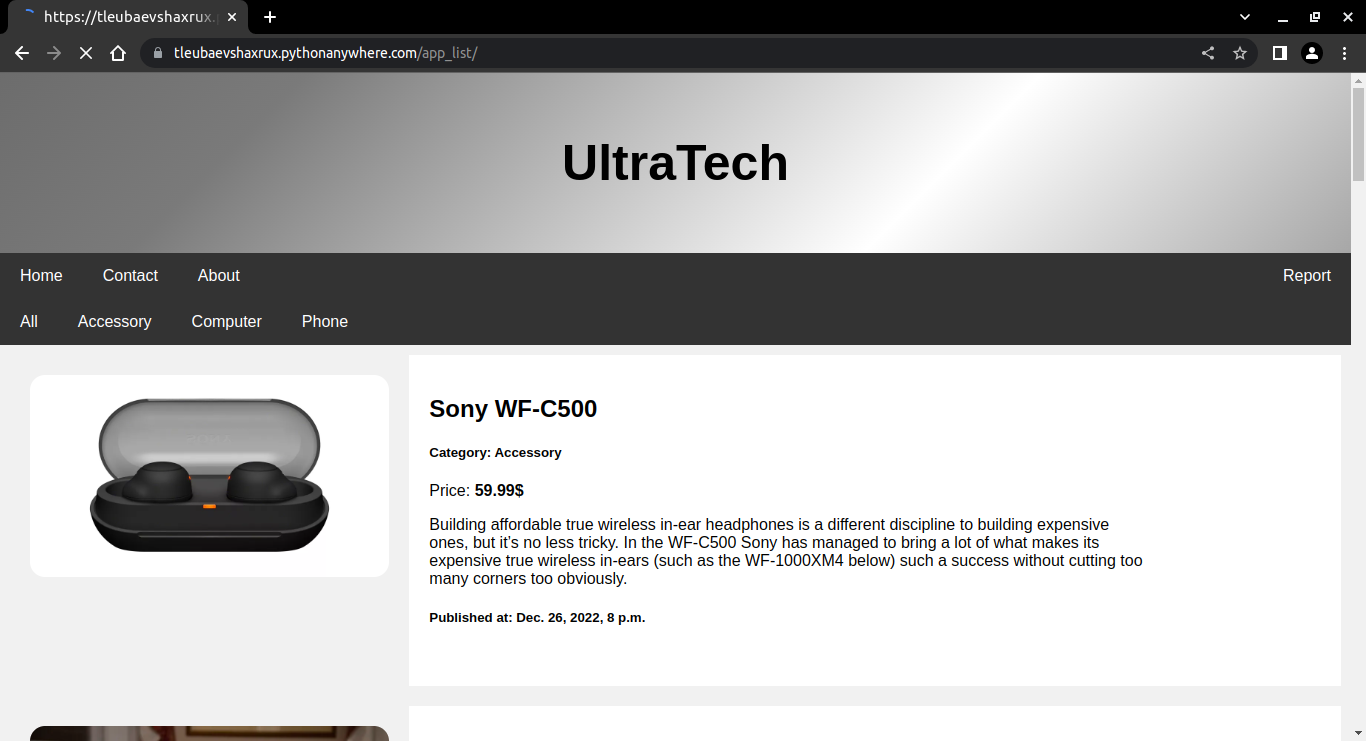 https://tleubaevshaxrux.
tleubaevshaxrux.pythonanywhere.com/app_list/
UltraTech
Home Contact About Report
All Accessory Computer Phone
Sony WF-C500
Category: Accessory
Price: 59.99$
Building affordable true wireless in-ear headphones is a different discipline to building expensive
ones, but it's no less tricky. In the WF-C500 Sony has managed to bring a lot of what makes its
expensive true wireless in-ears (such as the WF-1000XM4 below) such a success without cutting too
many corners too obviously.
Published at: Dec. 26, 2022, 8 p.m.